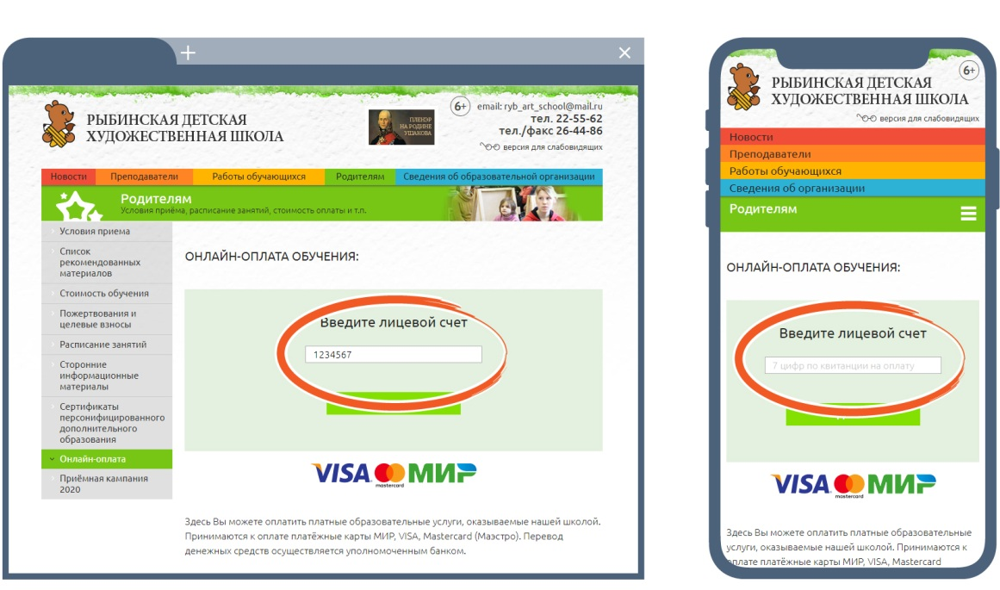 6+
email: ryb_art_school@mail.ru
тел. 22-55-62
тел./факс 26-44-86
версия для слабовидящих
РЫБИНСКАЯ ДЕТСКАЯ
ХУДОЖЕСТВЕННАЯ ШКОЛА
ПЛЕНЭР
НА РОДИНЕ
УШАКОВА
Новости Преподаватели Работы обучающихся Родителям Сведения об образовательной организации
Родителям
Условия приёма, расписание занятий, стоимость оплаты и т.п.
Условия приема
Список
рекомендованных
материалов
Стоимость обучения
Пожертвования и
целевые взносы
Расписание занятий
Сторонние
информационные
материалы
Сертификаты
персонифицированного
дополнительного
образования
Онлайн-оплата
Приёмная кампания
2020
ОНЛАЙН-ОПЛАТА ОБУЧЕНИЯ:
Введите лицевой счет
1234567
VISA mastercard МИР
Здесь Вы можете оплатить платные образовательные услуги, оказываемые нашей школой.
Принимаются к оплате платёжные карты МИР, VISA, Mastercard (Маэстро). Перевод
денежных средств осуществляется уполномоченным банком.
6+
РЫБИНСКАЯ ДЕТСКАЯ
ХУДОЖЕСТВЕННАЯ ШКОЛА
версия для слабовидящих
Новости
Преподаватели
Работы обучающихся
Сведения об организации
Родителям
ОНЛАЙН-ОПЛАТА ОБУЧЕНИЯ:
Введите лицевой счет
7 цифр по квитанции на оплату
VISA mastercard МИР
Здесь Вы можете оплатить платные образовательные
услуги, оказываемые нашей школой. Принимаются к
оплате платёжные карты МИР, VISA, Mastercard